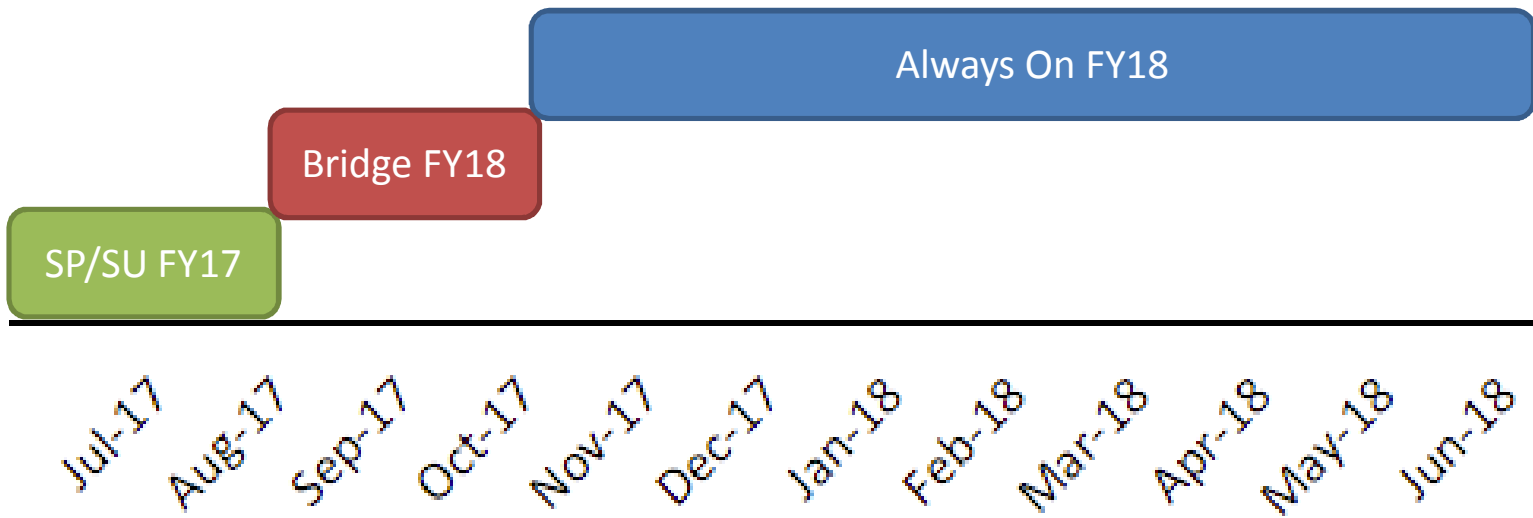 Always On FY18
Bridge FY18
SP/SU FY17
Jul-17
Aug-17
Sep-17
Oct-17
Nov-17
Dec-17
Jan-18
Feb-18
Mar-18
Apr-18
May-18
Jun-18